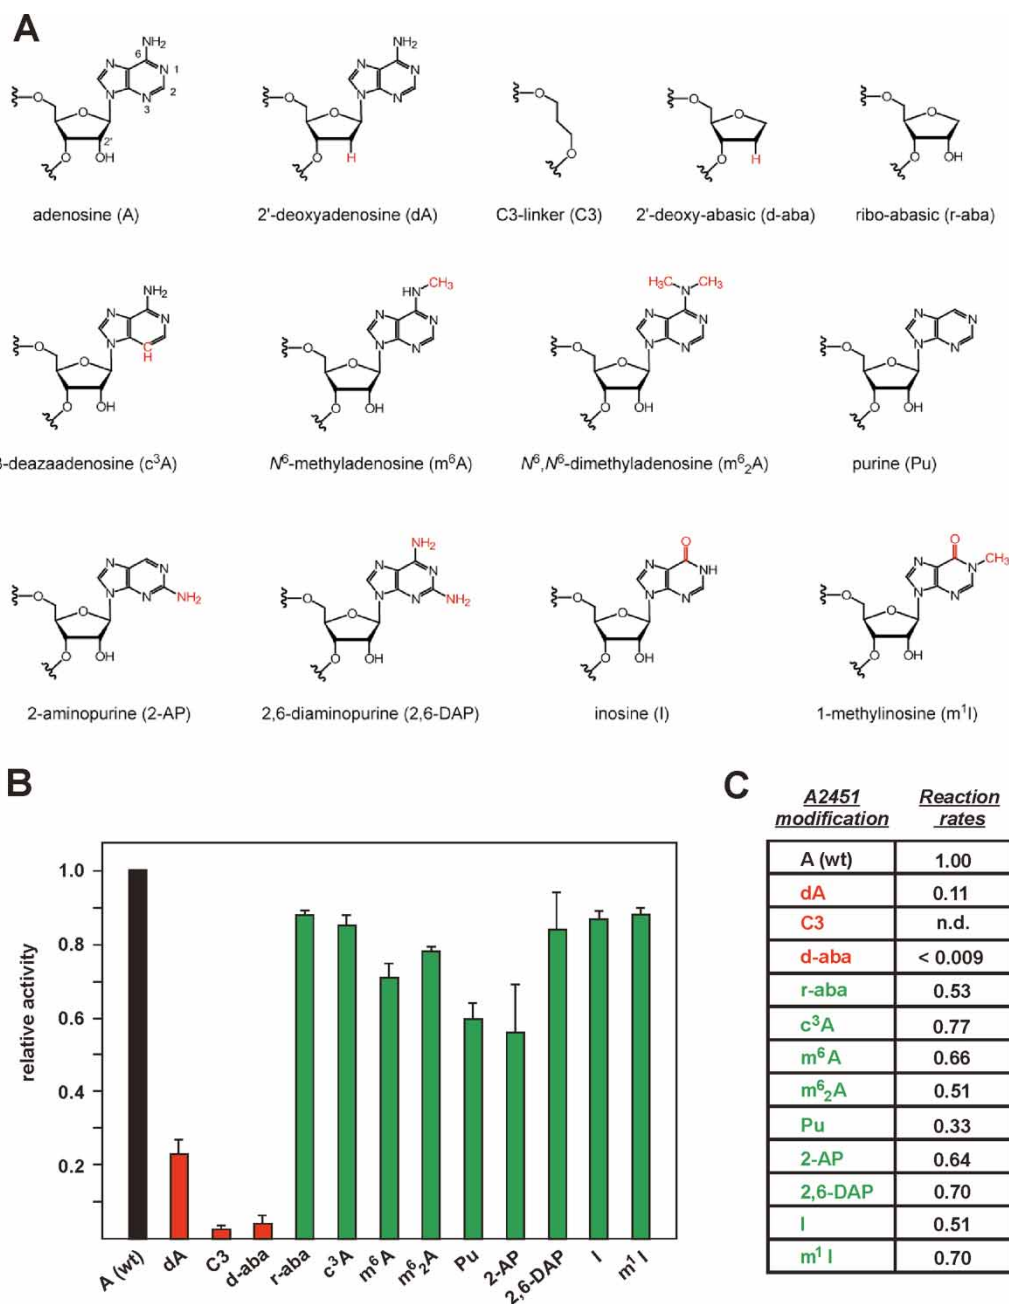 A
NH2
6
N
N 1
2
N
N
3
O
O
2'
O
OH
adenosine (A)
NH2
N
N
N
N
O
O
O
H
2'-deoxyadenosine (dA)
O
O
C3-linker (C3)
O
O
O
H
2'-deoxy-abasic (d-aba)
O
O
O
OH
ribo-abasic (r-aba)
NH2
N
N
N
C
H
O
O
O
OH
-deazaadenosine (c3A)
HN
CH3
N
N
N
N
O
O
O
OH
N6-methyladenosine (m6A)
H3C
N
CH3
N
N
N
N
O
O
O
OH
N6,N6-dimethyladenosine (m62A)
N
N
N
N
O
O
O
OH
purine (Pu)
N
N
N
N
NH2
O
O
O
OH
2-aminopurine (2-AP)
NH2
N
N
N
N
NH2
O
O
O
OH
2,6-diaminopurine (2,6-DAP)
O
N
NH
N
N
O
O
O
OH
inosine (I)
O
N
N
CH3
N
N
O
O
O
OH
1-methylinosine (m1I)
B
relative activity
1.0
0.8
0.6
0.4
0.2
A (wt)
dA
C3
d-aba
r-aba
c3A
m6A
m62A
Pu
2-AP
2,6-DAP
I
m1 I
C
A2451 modification Reaction rates
A (wt) 1.00
dA 0.11
C3 n.d.
d-aba < 0.009
r-aba 0.53
c3A 0.77
m6A 0.66
m62A 0.51
Pu 0.33
2-AP 0.64
2,6-DAP 0.70
I 0.51
m1 I 0.70